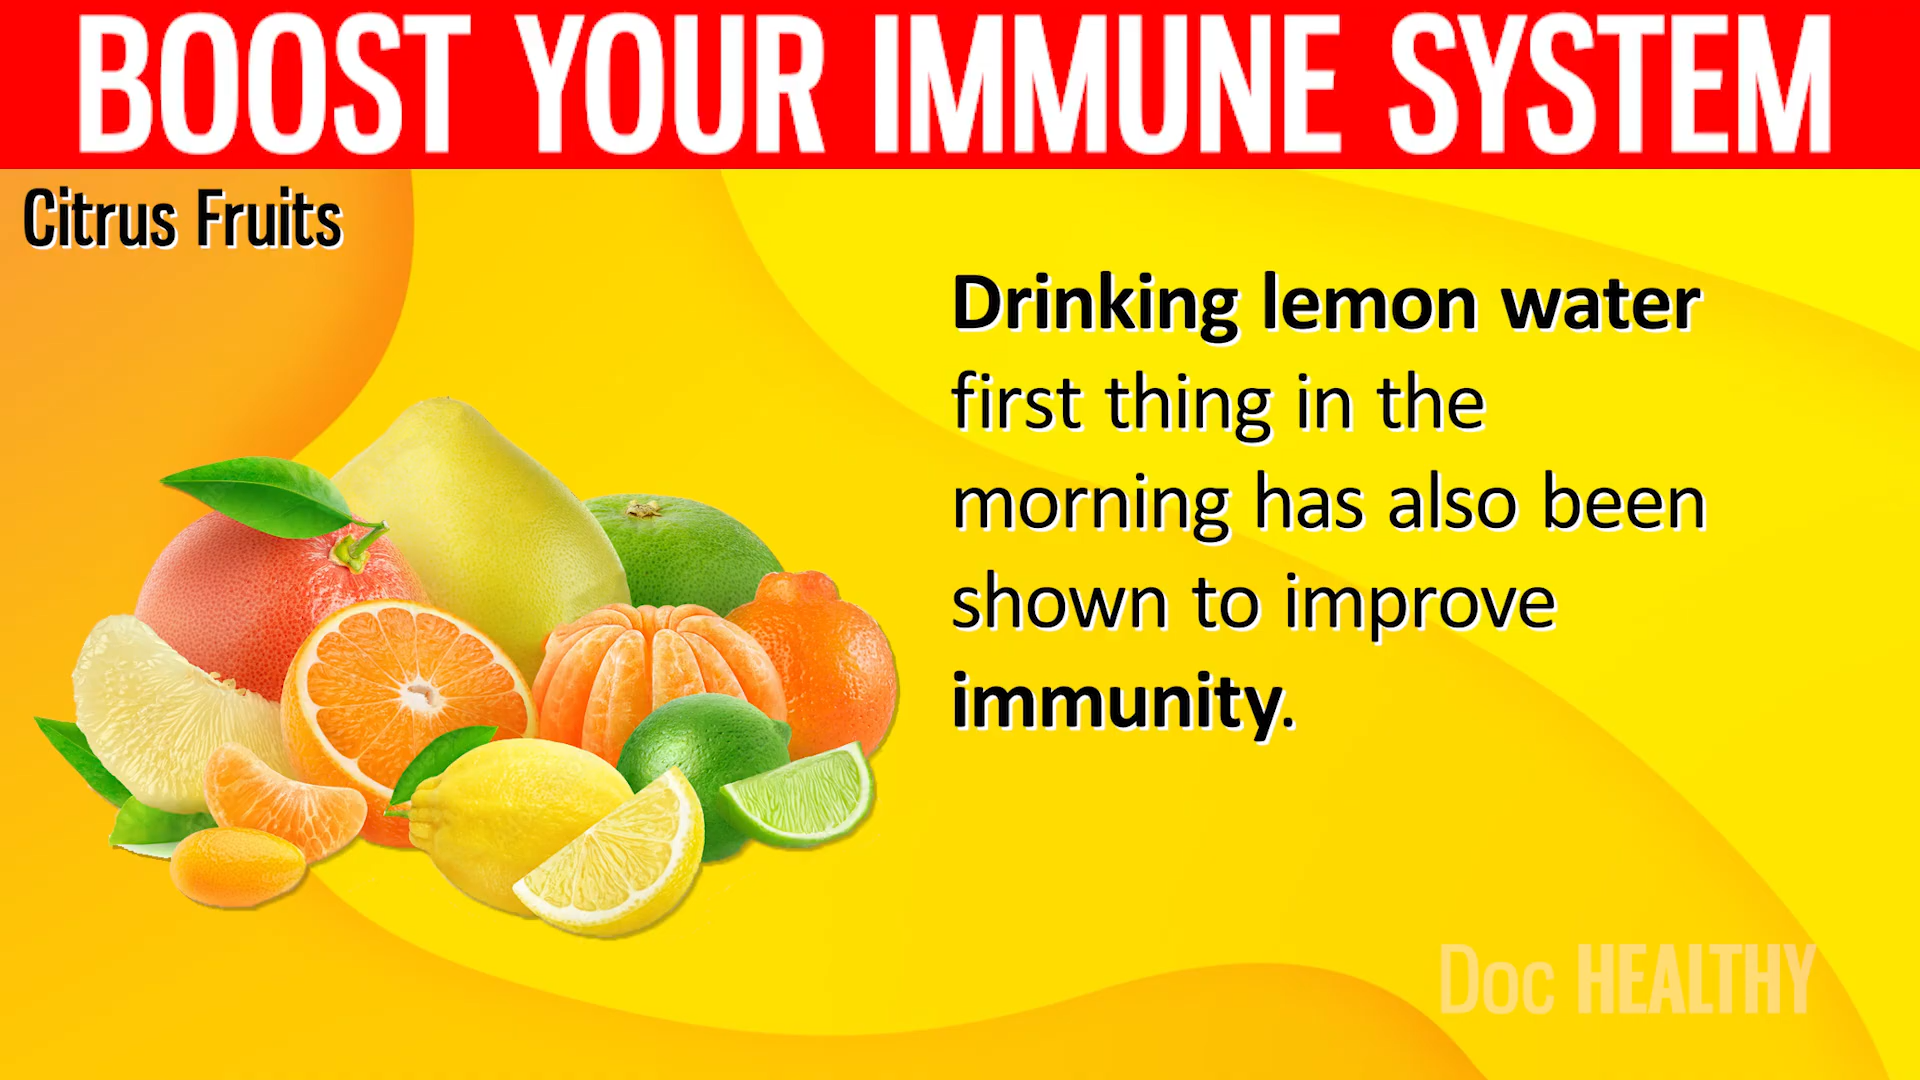 BOOST YOUR IMMUNE SYSTEM
Citrus Fruits
Drinking lemon water
first thing in the
morning has also been
shown to improve
immunity.
Doc HEALTHY